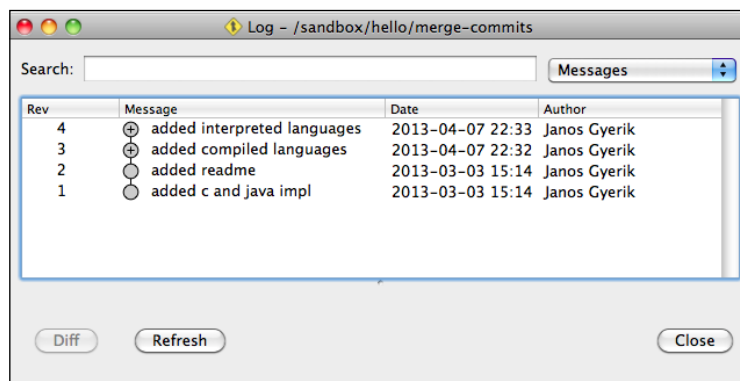 Log - /sandbox/hello/merge-commits
Search: Messages
Rev Message Date Author
4 added interpreted languages 2013-04-07 22:33 Janos Gyerik
3 added compiled languages 2013-04-07 22:32 Janos Gyerik
2 added readme 2013-03-03 15:14 Janos Gyerik
1 added c and java impl 2013-03-03 15:14 Janos Gyerik
Diff Refresh Close